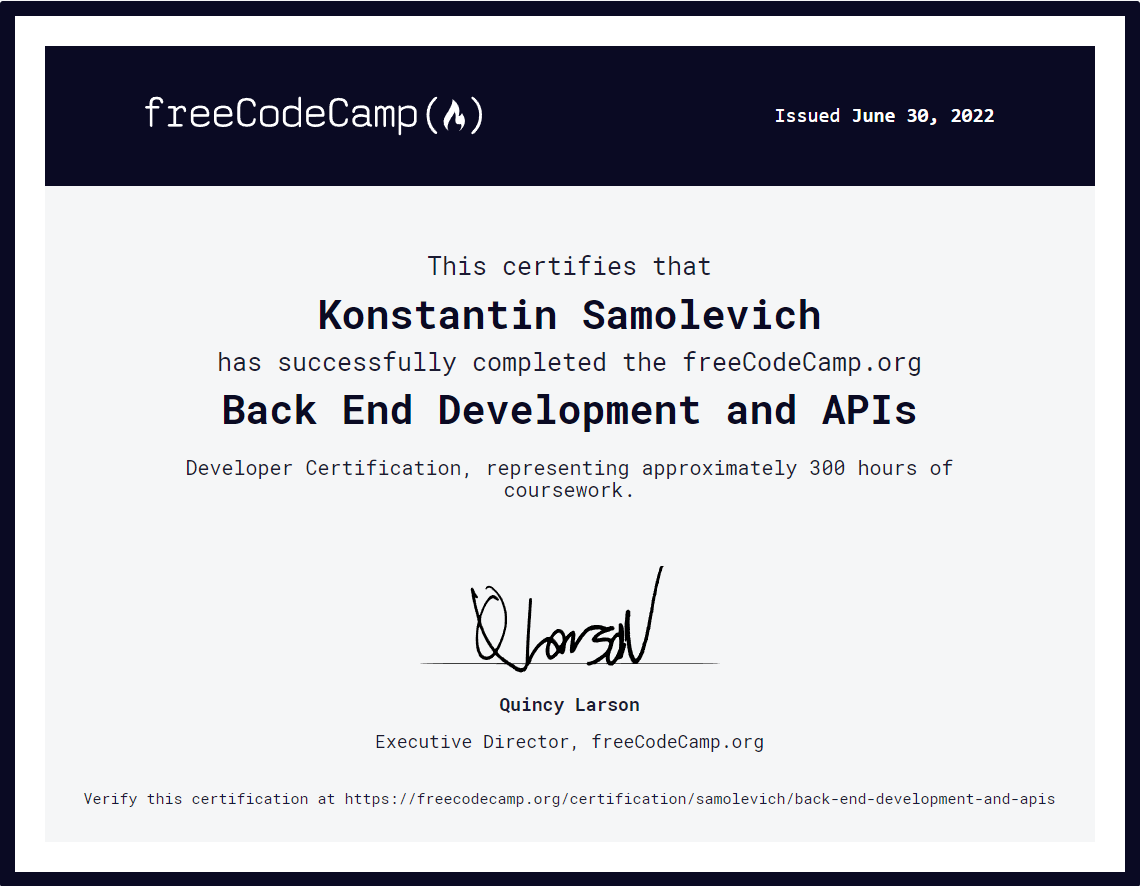 freeCodeCamp(🔥)
Issued June 30, 2022
This certifies that
Konstantin Samolevich
has successfully completed the freeCodeCamp.org
Back End Development and APIs
Developer Certification, representing approximately 300 hours of
coursework.
Q Larson
Quincy Larson
Executive Director, freeCodeCamp.org
Verify this certification at https://freecodecamp.org/certification/samolevich/back-end-development-and-apis